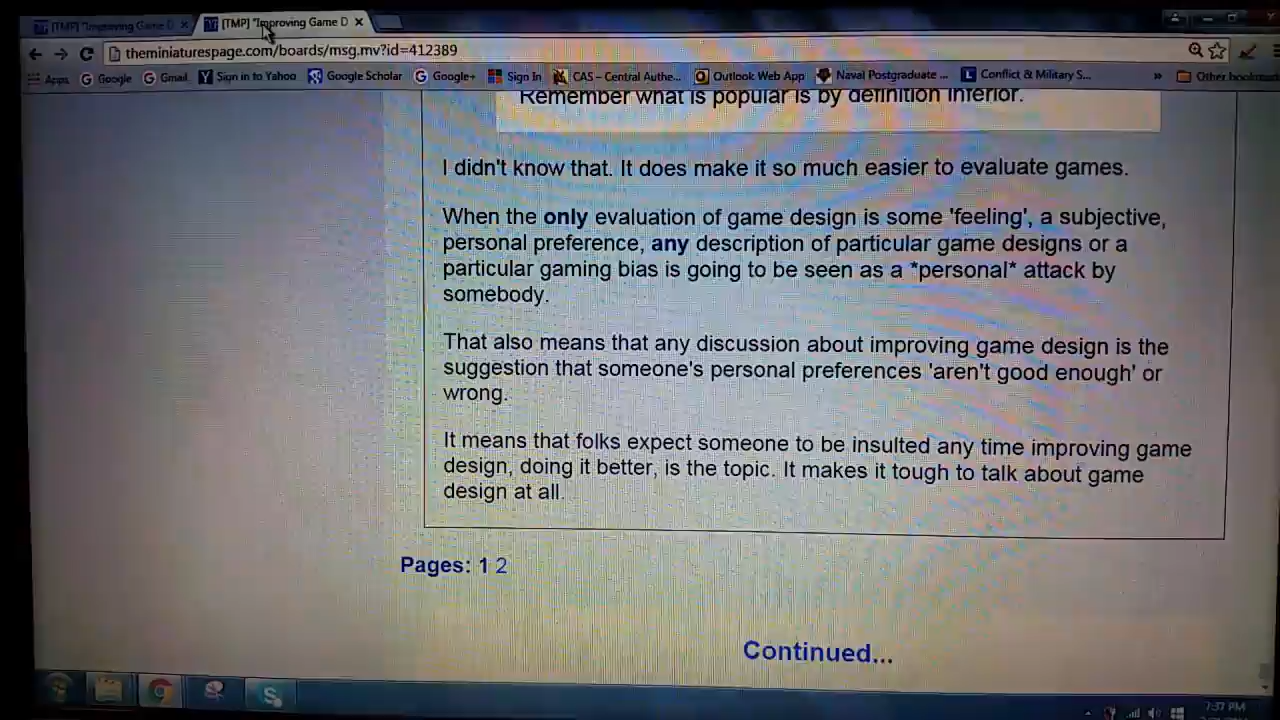 [TMP] "Improving Game D
[TMP] "Improving Game D
theminiaturespage.com/boards/msg.mv?id=412389
Apps Google Gmail Sign in to Yahoo Google Scholar Google+ Sign In CAS – Central Authe... Outlook Web App Naval Postgraduate ... Conflict & Military S... » Other bookma
Remember what is popular is by definition inferior.
I didn't know that. It does make it so much easier to evaluate games.
When the only evaluation of game design is some 'feeling', a subjective,
personal preference, any description of particular game designs or a
particular gaming bias is going to be seen as a *personal* attack by
somebody.
That also means that any discussion about improving game design is the
suggestion that someone's personal preferences 'aren't good enough' or
wrong.
It means that folks expect someone to be insulted any time improving game
design, doing it better, is the topic. It makes it tough to talk about game
design at all.
Pages: 1 2
Continued...
7:37 PM